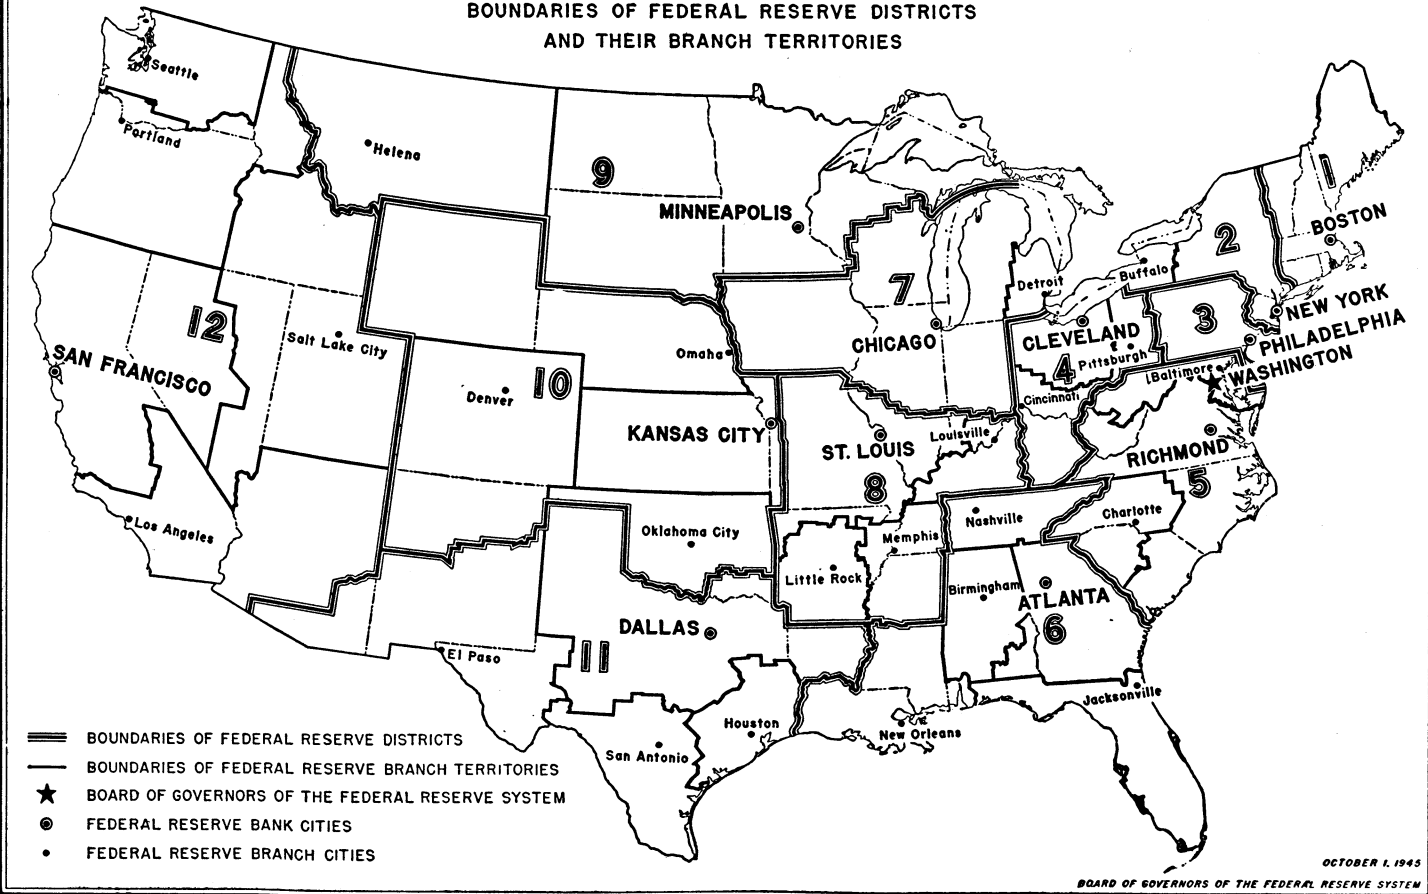 BOUNDARIES OF FEDERAL RESERVE DISTRICTS
AND THEIR BRANCH TERRITORIES
Seattle
Portland
Helena
9
MINNEAPOLIS
1
BOSTON
2
Buffalo
7
Detroit
3
NEW YORK
PHILADELPHIA
WASHINGTON
12
Salt Lake City
SAN FRANCISCO
Omaha
CHICAGO
CLEVELAND
4
Pittsburgh
Baltimore
Cincinnati
Denver
10
KANSAS CITY
ST. LOUIS
Louisville
8
RICHMOND
5
Los Angeles
Oklahoma City
Nashville
Charlotte
Memphis
Little Rock
Birmingham
ATLANTA
6
DALLAS
11
El Paso
Houston
San Antonio
New Orleans
Jacksonville
BOUNDARIES OF FEDERAL RESERVE DISTRICTS
BOUNDARIES OF FEDERAL RESERVE BRANCH TERRITORIES
BOARD OF GOVERNORS OF THE FEDERAL RESERVE SYSTEM
FEDERAL RESERVE BANK CITIES
FEDERAL RESERVE BRANCH CITIES
OCTOBER 1, 1945
BOARD OF GOVERNORS OF THE FEDERAL RESERVE SYSTEM